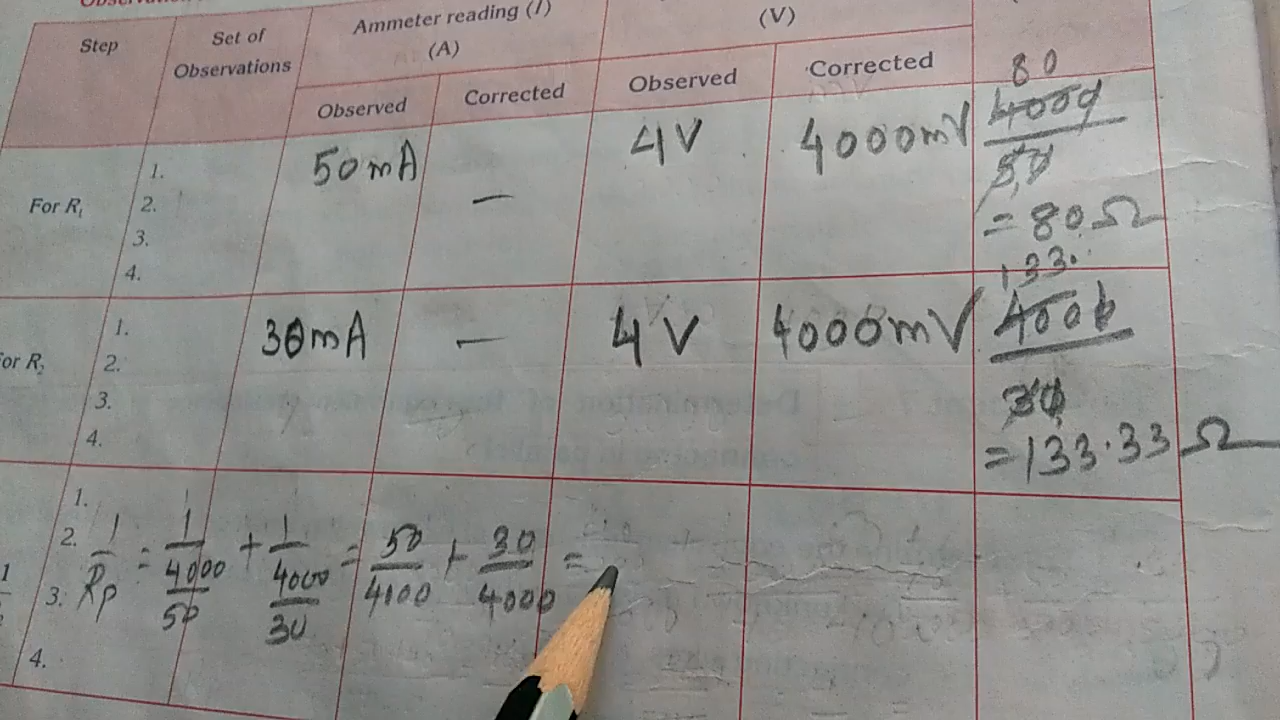 Step
Set of Observations
Ammeter reading (I) (A)
(V)
Observed
Corrected
Observed
Corrected
For R₁
1.
2.
3.
4.
50mA
—
4V
4000mV
80
4000
50
= 80 Ω
or R₂
1.
2.
3.
4.
30mA
—
4V
4000mV
133.
4000
30
= 133.33 Ω
1.
2.
3.
4.
1/Rp = 1/(4000/50) + 1/(4000/30) = 50/4100 + 30/4000 =